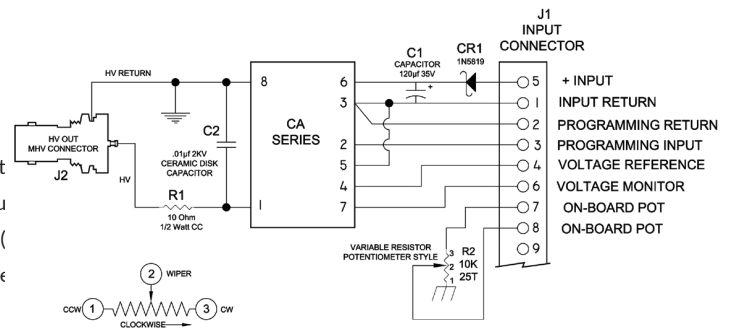 J1
INPUT
CONNECTOR
C1
CAPACITOR
120µf 35V
+
CR1
1N5819
HV RETURN
8
6
5
+ INPUT
3
1
INPUT RETURN
2
PROGRAMMING RETURN
HV OUT
MHV CONNECTOR
J2
C2
.01µf 2KV
CERAMIC DISK
CAPACITOR
CA
SERIES
2
3
PROGRAMMING INPUT
5
4
VOLTAGE REFERENCE
HV
4
6
VOLTAGE MONITOR
R1
10 Ohm
1/2 Watt CC
1
7
7
ON-BOARD POT
8
ON-BOARD POT
9
VARIABLE RESISTOR
POTENTIOMETER STYLE
3
2
1
R2
10K
25T
2 WIPER
CCW 1
3 CW
CLOCKWISE
t
(
e